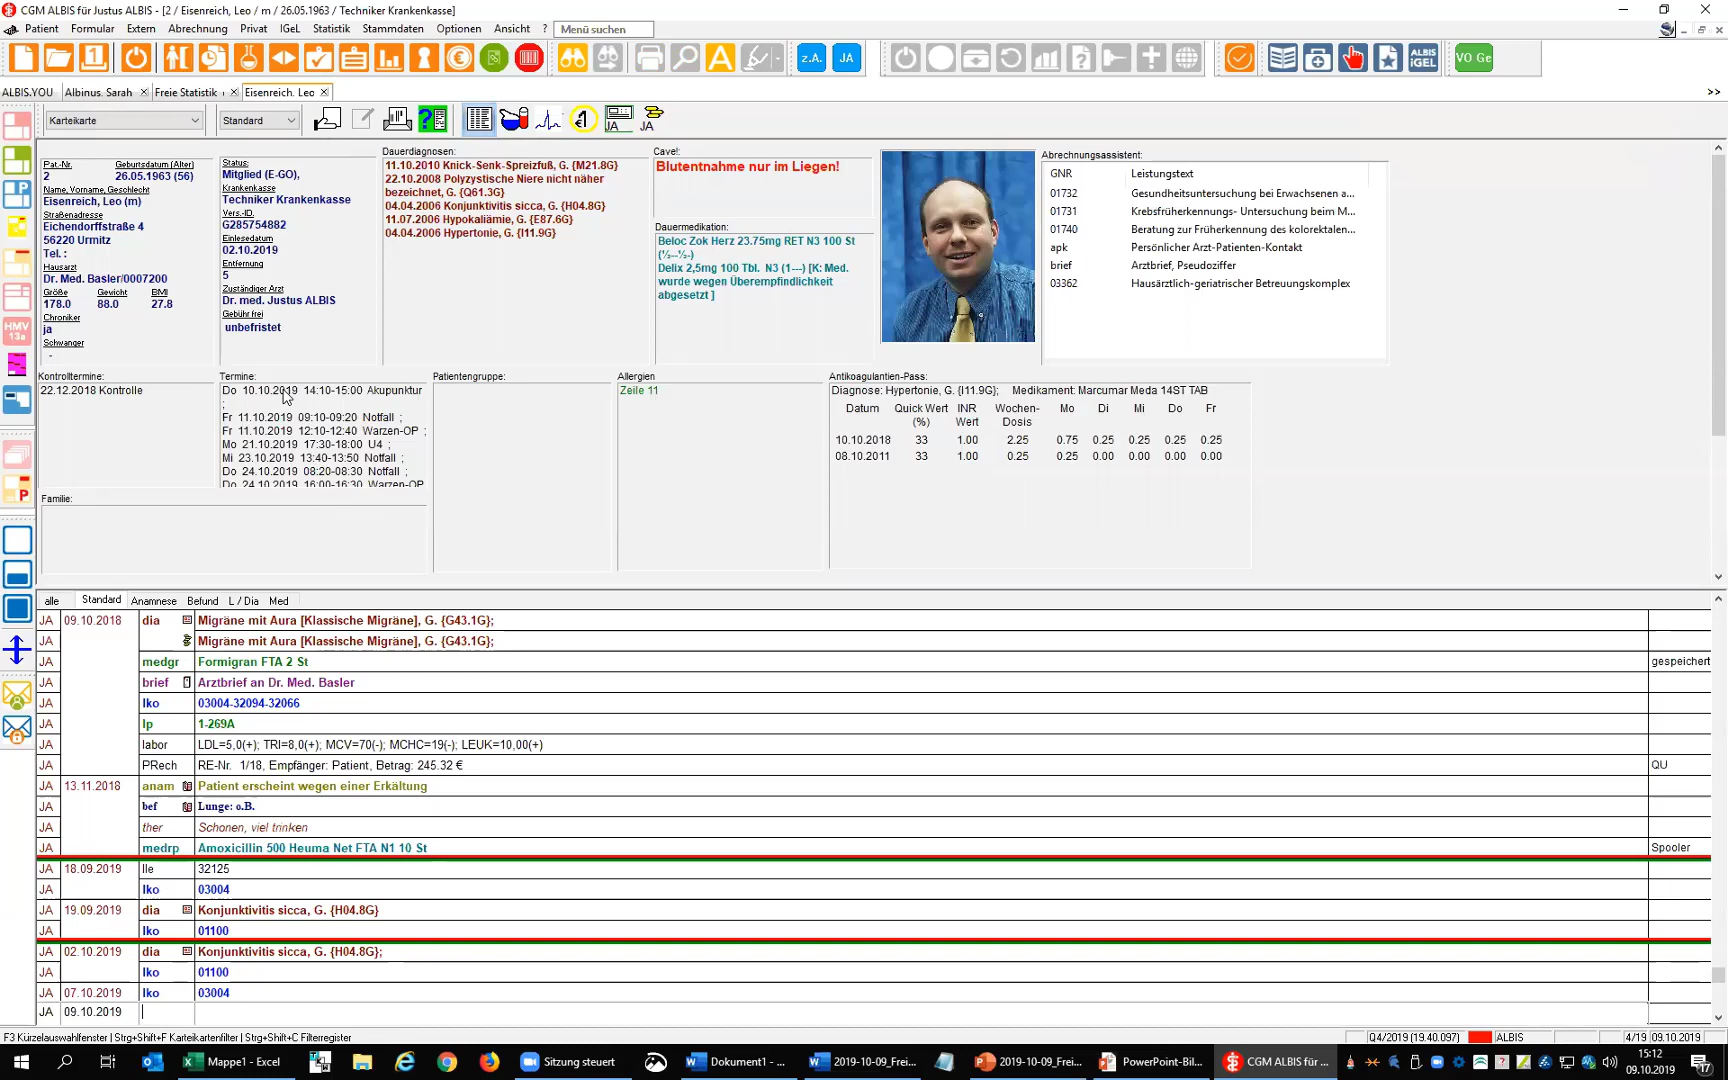 CGM ALBIS für Justus ALBIS - [2 / Eisenreich, Leo / m / 26.05.1963 / Techniker Krankenkasse]
Patient Formular Extern Abrechnung Privat IGeL Statistik Stammdaten Optionen Ansicht ? Menü suchen
1 A z.A. JA ALBIS iGEL VO Ge
ALBIS.YOU Albinus, Sarah Freie Statistik Eisenreich, Leo
Karteikarte Standard JA JA
P
HMV 13a
P
Pat.-Nr. Geburtsdatum (Alter)
2 26.05.1963 (56)
Name, Vorname, Geschlecht
Eisenreich, Leo (m)
Straßenadresse
Eichendorffstraße 4
56220 Urmitz
Tel. :
Hausarzt
Dr. Med. Basler/0007200
Größe Gewicht BMI
178.0 88.0 27.8
Chroniker
ja
Schwanger
-
Status:
Mitglied (E-GO),
Krankenkasse
Techniker Krankenkasse
Vers.-ID.
G285754882
Einlesedatum
02.10.2019
Entfernung
5
Zuständiger Arzt
Dr. med. Justus ALBIS
Gebühr frei
unbefristet
Dauerdiagnosen:
11.10.2010 Knick-Senk-Spreizfuß, G. {M21.8G}
22.10.2008 Polyzystische Niere nicht näher
bezeichnet, G. {Q61.3G}
04.04.2006 Konjunktivitis sicca, G. {H04.8G}
11.07.2006 Hypokaliämie, G. {E87.6G}
04.04.2006 Hypertonie, G. {I11.9G}
Cave!
Blutentnahme nur im Liegen!
Dauermedikation:
Beloc Zok Herz 23.75mg RET N3 100 St
(½--½-)
Delix 2,5mg 100 Tbl. N3 (1---) [K: Med.
wurde wegen Überempfindlichkeit
abgesetzt ]
Abrechnungsassistent:
GNR Leistungstext
01732 Gesundheitsuntersuchung bei Erwachsenen a...
01731 Krebsfrüherkennungs- Untersuchung beim M...
01740 Beratung zur Früherkennung des kolorektalen...
apk Persönlicher Arzt-Patienten-Kontakt
brief Arztbrief, Pseudoziffer
03362 Hausärztlich-geriatrischer Betreuungskomplex
Kontrolltermine:
22.12.2018 Kontrolle
Termine:
Do 10.10.2019 14:10-15:00 Akupunktur
;
Fr 11.10.2019 09:10-09:20 Notfall ;
Fr 11.10.2019 12:10-12:40 Warzen-OP ;
Mo 21.10.2019 17:30-18:00 U4 ;
Mi 23.10.2019 13:40-13:50 Notfall ;
Do 24.10.2019 08:20-08:30 Notfall ;
Do 24.10.2019 16:00-16:30 Warzen-OP
Patientengruppe:
Allergien
Zeile 11
Antikoagulantien-Pass:
Diagnose: Hypertonie, G. {I11.9G}; Medikament: Marcumar Meda 14ST TAB
Datum Quick Wert (%) INR Wert Wochen-Dosis Mo Di Mi Do Fr
10.10.2018 33 1.00 2.25 0.75 0.25 0.25 0.25 0.25
08.10.2011 33 1.00 0.25 0.25 0.00 0.00 0.00 0.00
Familie:
alle Standard Anamnese Befund L / Dia Med
JA 09.10.2018 dia Migräne mit Aura [Klassische Migräne], G. {G43.1G};
JA Migräne mit Aura [Klassische Migräne], G. {G43.1G};
JA medgr Formigran FTA 2 St gespeichert
JA brief Arztbrief an Dr. Med. Basler
JA lko 03004-32094-32066
JA lp 1-269A
JA labor LDL=5,0(+); TRI=8,0(+); MCV=70(-); MCHC=19(-); LEUK=10,00(+)
JA PRech RE-Nr. 1/18, Empfänger: Patient, Betrag: 245.32 € QU
JA 13.11.2018 anam Patient erscheint wegen einer Erkältung
JA bef Lunge: o.B.
JA ther Schonen, viel trinken
JA medrp Amoxicillin 500 Heuma Net FTA N1 10 St Spooler
JA 18.09.2019 lle 32125
JA lko 03004
JA 19.09.2019 dia Konjunktivitis sicca, G. {H04.8G}
JA lko 01100
JA 02.10.2019 dia Konjunktivitis sicca, G. {H04.8G};
JA lko 01100
JA 07.10.2019 lko 03004
JA 09.10.2019
F3 Kürzelauswahlfenster | Strg+Shift+F Karteikartenfilter | Strg+Shift+C Filterregister Q4/2019 (19.40.097) ALBIS 4/19 09.10.2019
Mappe1 - Excel Sitzung steuert Dokument1 - ... 2019-10-09_Frei... 2019-10-09_Frei... PowerPoint-Bil... CGM ALBIS für ... 15:12
09.10.2019 17